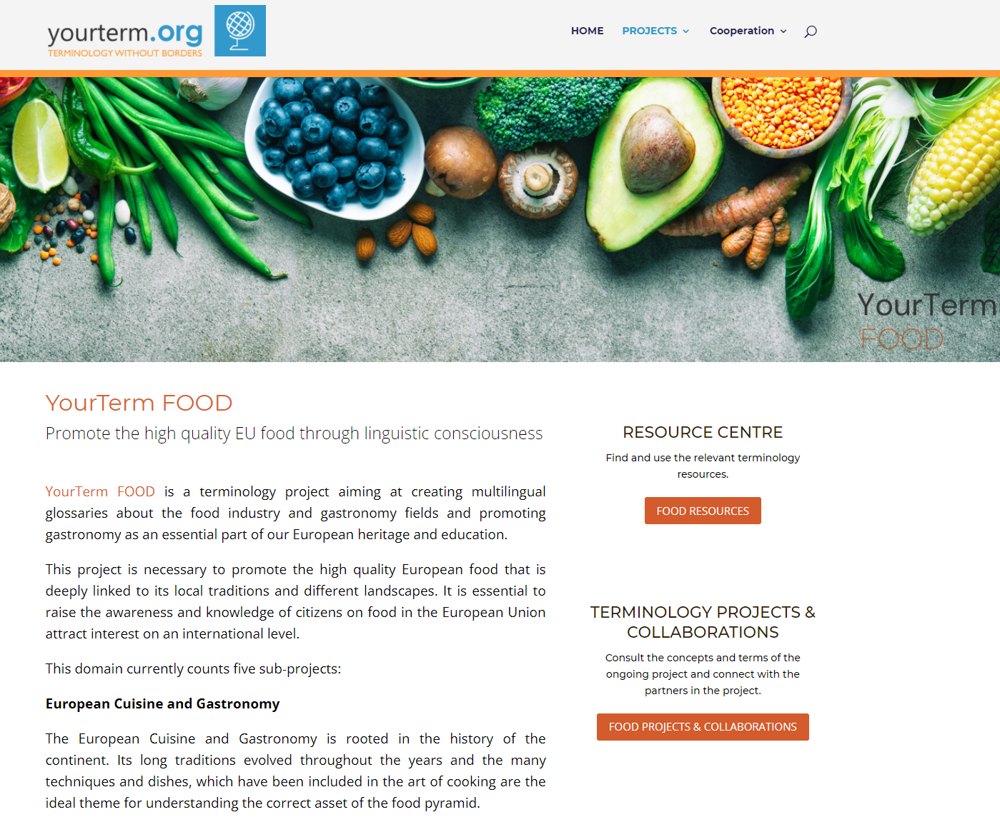 yourterm.org
TERMINOLOGY WITHOUT BORDERS
HOME PROJECTS Cooperation
YourTerm
FOOD
YourTerm FOOD
Promote the high quality EU food through linguistic consciousness
YourTerm FOOD is a terminology project aiming at creating multilingual
glossaries about the food industry and gastronomy fields and promoting
gastronomy as an essential part of our European heritage and education.
This project is necessary to promote the high quality European food that is
deeply linked to its local traditions and different landscapes. It is essential to
raise the awareness and knowledge of citizens on food in the European Union
attract interest on an international level.
This domain currently counts five sub-projects:
European Cuisine and Gastronomy
The European Cuisine and Gastronomy is rooted in the history of the
continent. Its long traditions evolved throughout the years and the many
techniques and dishes, which have been included in the art of cooking are the
ideal theme for understanding the correct asset of the food pyramid.
RESOURCE CENTRE
Find and use the relevant terminology
resources.
FOOD RESOURCES
TERMINOLOGY PROJECTS &
COLLABORATIONS
Consult the concepts and terms of the
ongoing project and connect with the
partners in the project.
FOOD PROJECTS & COLLABORATIONS